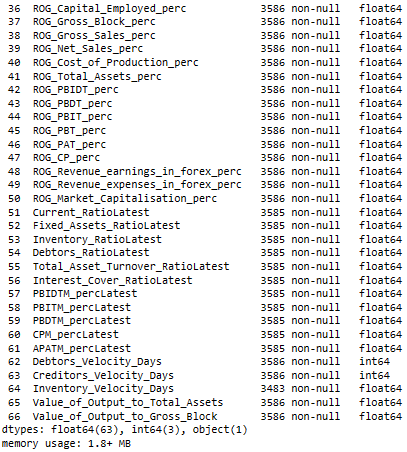 36 ROG_Capital_Employed_perc 3586 non-null float64
37 ROG_Gross_Block_perc 3586 non-null float64
38 ROG_Gross_Sales_perc 3586 non-null float64
39 ROG_Net_Sales_perc 3586 non-null float64
40 ROG_Cost_of_Production_perc 3586 non-null float64
41 ROG_Total_Assets_perc 3586 non-null float64
42 ROG_PBIDT_perc 3586 non-null float64
43 ROG_PBDT_perc 3586 non-null float64
44 ROG_PBIT_perc 3586 non-null float64
45 ROG_PBT_perc 3586 non-null float64
46 ROG_PAT_perc 3586 non-null float64
47 ROG_CP_perc 3586 non-null float64
48 ROG_Revenue_earnings_in_forex_perc 3586 non-null float64
49 ROG_Revenue_expenses_in_forex_perc 3586 non-null float64
50 ROG_Market_Capitalisation_perc 3586 non-null float64
51 Current_RatioLatest 3585 non-null float64
52 Fixed_Assets_RatioLatest 3585 non-null float64
53 Inventory_RatioLatest 3585 non-null float64
54 Debtors_RatioLatest 3585 non-null float64
55 Total_Asset_Turnover_RatioLatest 3585 non-null float64
56 Interest_Cover_RatioLatest 3585 non-null float64
57 PBIDTM_percLatest 3585 non-null float64
58 PBITM_percLatest 3585 non-null float64
59 PBDTM_percLatest 3585 non-null float64
60 CPM_percLatest 3585 non-null float64
61 APATM_percLatest 3585 non-null float64
62 Debtors_Velocity_Days 3586 non-null int64
63 Creditors_Velocity_Days 3586 non-null int64
64 Inventory_Velocity_Days 3483 non-null float64
65 Value_of_Output_to_Total_Assets 3586 non-null float64
66 Value_of_Output_to_Gross_Block 3586 non-null float64
dtypes: float64(63), int64(3), object(1)
memory usage: 1.8+ MB